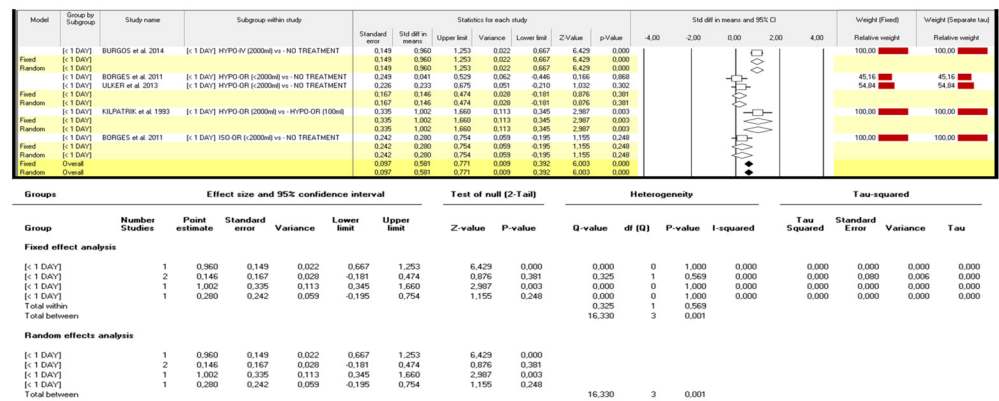 Model Group by Subgroup Study name Subgroup within study Statistics for each study Std diff in means and 95% CI Weight (Fixed) Weight (Separate tau)
Standard error Std diff in means Upper limit Variance Lower limit Z-Value p-Value -4,00 -2,00 0,00 2,00 4,00 Relative weight Relative weight
[< 1 DAY] BURGOS et al. 2014 [< 1 DAY] HYPO-IV (2000ml) vs - NO TREATMENT 0,149 0,960 1,253 0,022 0,667 6,429 0,000 100,00 100,00
Fixed [< 1 DAY] 0,149 0,960 1,253 0,022 0,667 6,429 0,000
Random [< 1 DAY] 0,149 0,960 1,253 0,022 0,667 6,429 0,000
[< 1 DAY] BORGES et al. 2011 [< 1 DAY] HYPO-OR (<2000ml) vs - NO TREATMENT 0,249 0,041 0,529 0,062 -0,446 0,166 0,868 45,16 45,16
[< 1 DAY] ULKER et al. 2013 [< 1 DAY] HYPO-OR (<2000ml) vs - NO TREATMENT 0,226 0,233 0,675 0,051 -0,210 1,032 0,302 54,84 54,84
Fixed [< 1 DAY] 0,167 0,146 0,474 0,028 -0,181 0,876 0,381
Random [< 1 DAY] 0,167 0,146 0,474 0,028 -0,181 0,876 0,381
[< 1 DAY] KILPATRIK et al. 1993 [< 1 DAY] HYPO-OR (2000ml) vs - HYPO-OR (100ml) 0,335 1,002 1,660 0,113 0,345 2,987 0,003 100,00 100,00
Fixed [< 1 DAY] 0,335 1,002 1,660 0,113 0,345 2,987 0,003
Random [< 1 DAY] 0,335 1,002 1,660 0,113 0,345 2,987 0,003
[< 1 DAY] BORGES et al. 2011 [< 1 DAY] ISO-OR (<2000ml) vs - NO TREATMENT 0,242 0,280 0,754 0,059 -0,195 1,155 0,248 100,00 100,00
Fixed [< 1 DAY] 0,242 0,280 0,754 0,059 -0,195 1,155 0,248
Random [< 1 DAY] 0,242 0,280 0,754 0,059 -0,195 1,155 0,248
Fixed Overall 0,097 0,581 0,771 0,009 0,392 6,003 0,000
Random Overall 0,097 0,581 0,771 0,009 0,392 6,003 0,000
Groups Effect size and 95% confidence interval Test of null (2-Tail) Heterogeneity Tau-squared
Group Number Studies Point estimate Standard error Variance Lower limit Upper limit Z-value P-value Q-value df (Q) P-value I-squared Tau Squared Standard Error Variance Tau
Fixed effect analysis
[< 1 DAY] 1 0,960 0,149 0,022 0,667 1,253 6,429 0,000 0,000 0 1,000 0,000 0,000 0,000 0,000 0,000
[< 1 DAY] 2 0,146 0,167 0,028 -0,181 0,474 0,876 0,381 0,325 1 0,569 0,000 0,000 0,080 0,006 0,000
[< 1 DAY] 1 1,002 0,335 0,113 0,345 1,660 2,987 0,003 0,000 0 1,000 0,000 0,000 0,000 0,000 0,000
[< 1 DAY] 1 0,280 0,242 0,059 -0,195 0,754 1,155 0,248 0,000 0 1,000 0,000 0,000 0,000 0,000 0,000
Total within 0,325 1 0,569
Total between 16,330 3 0,001
Random effects analysis
[< 1 DAY] 1 0,960 0,149 0,022 0,667 1,253 6,429 0,000
[< 1 DAY] 2 0,146 0,167 0,028 -0,181 0,474 0,876 0,381
[< 1 DAY] 1 1,002 0,335 0,113 0,345 1,660 2,987 0,003
[< 1 DAY] 1 0,280 0,242 0,059 -0,195 0,754 1,155 0,248
Total between 16,330 3 0,001